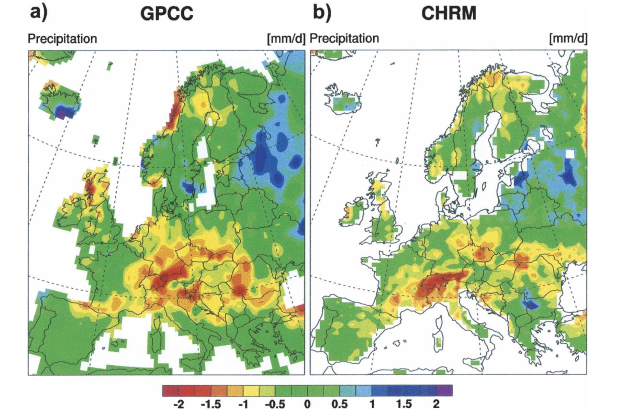 a) GPCC
Precipitation [mm/d]
b) CHRM
Precipitation [mm/d]
-2 -1.5 -1 -0.5 0 0.5 1 1.5 2